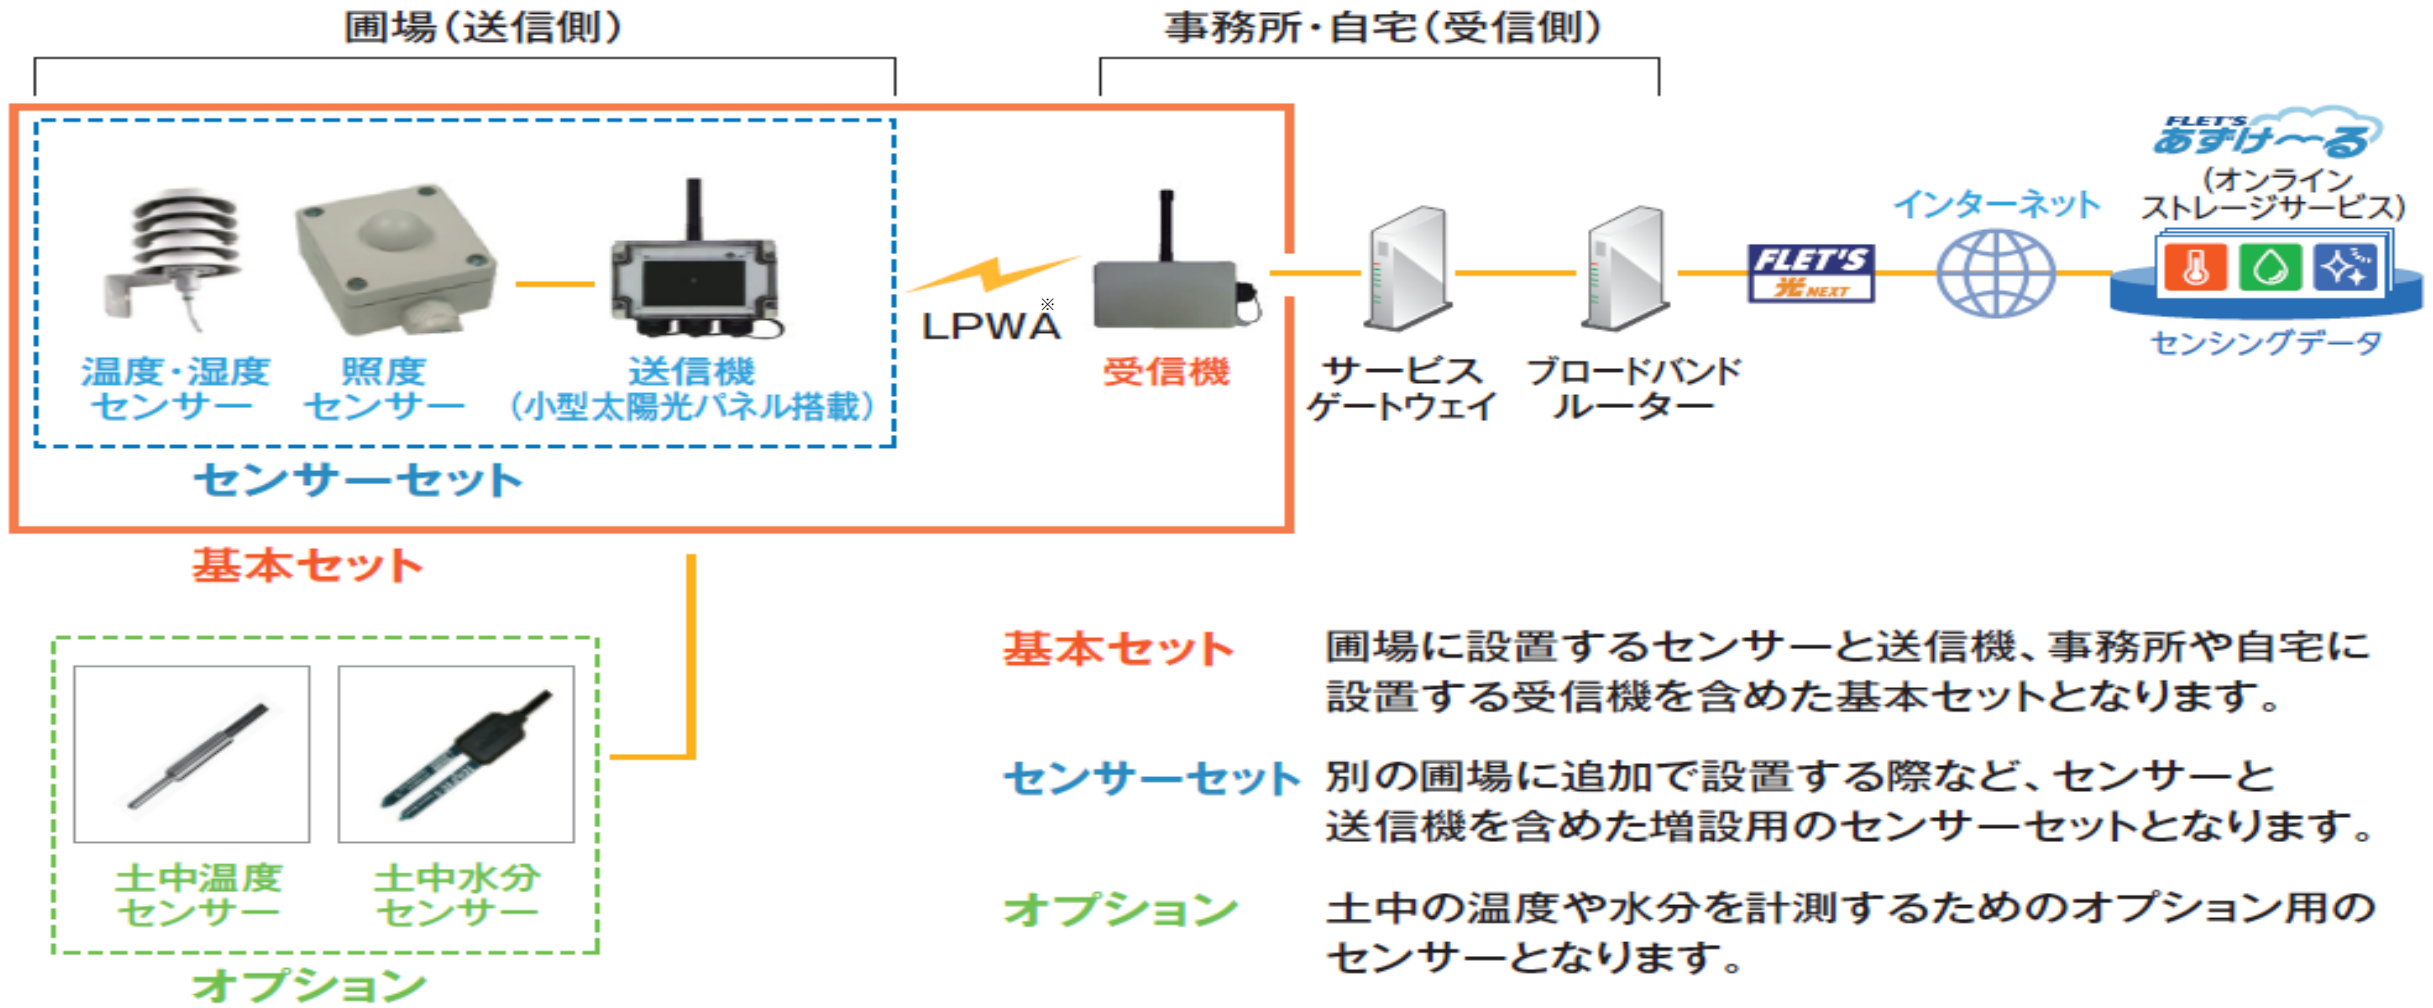 圃場（送信側）
事務所・自宅（受信側）
FLET'S
あずけ～る
(オンライン
ストレージサービス)
インターネット
FLET'S
光 NEXT
センシングデータ
LPWA※
温度・湿度
センサー
照度
センサー
送信機
（小型太陽光パネル搭載）
受信機
サービス
ゲートウェイ
ブロードバンド
ルーター
センサーセット
基本セット
土中温度
センサー
土中水分
センサー
オプション
基本セット
圃場に設置するセンサーと送信機、事務所や自宅に
設置する受信機を含めた基本セットとなります。
センサーセット
別の圃場に追加で設置する際など、センサーと
送信機を含めた増設用のセンサーセットとなります。
オプション
土中の温度や水分を計測するためのオプション用の
センサーとなります。